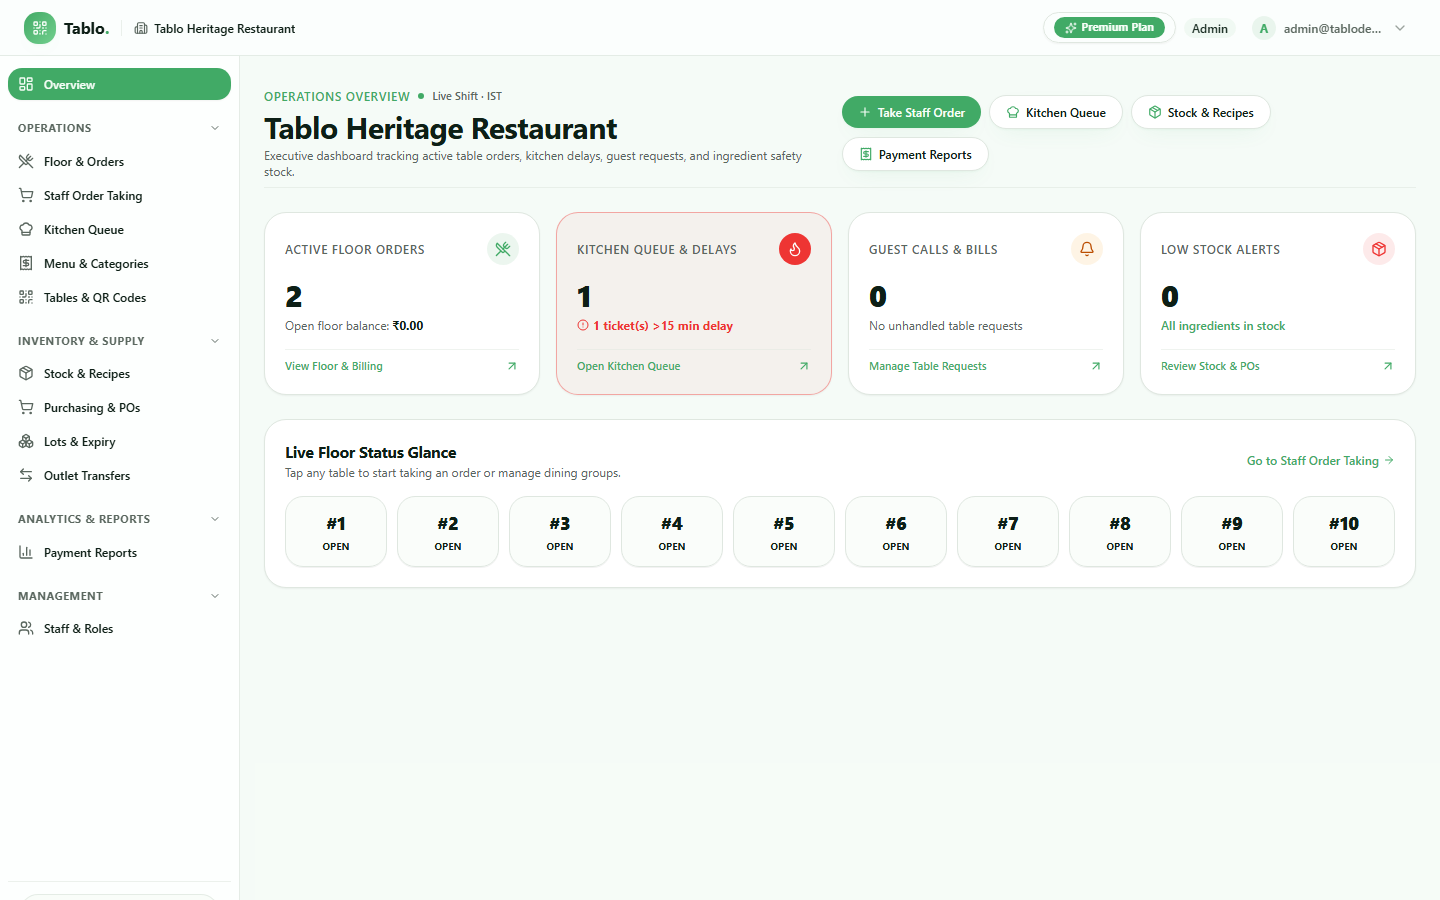 Tablo.
Tablo Heritage Restaurant
Premium Plan
Admin
A
admin@tablode...
Overview
OPERATIONS
Floor & Orders
Staff Order Taking
Kitchen Queue
Menu & Categories
Tables & QR Codes
INVENTORY & SUPPLY
Stock & Recipes
Purchasing & POs
Lots & Expiry
Outlet Transfers
ANALYTICS & REPORTS
Payment Reports
MANAGEMENT
Staff & Roles
OPERATIONS OVERVIEW
Live Shift · IST
Tablo Heritage Restaurant
Executive dashboard tracking active table orders, kitchen delays, guest requests, and ingredient safety
stock.
Take Staff Order
Kitchen Queue
Stock & Recipes
Payment Reports
ACTIVE FLOOR ORDERS
2
Open floor balance: ₹0.00
View Floor & Billing
KITCHEN QUEUE & DELAYS
1
1 ticket(s) >15 min delay
Open Kitchen Queue
GUEST CALLS & BILLS
0
No unhandled table requests
Manage Table Requests
LOW STOCK ALERTS
0
All ingredients in stock
Review Stock & POs
Live Floor Status Glance
Tap any table to start taking an order or manage dining groups.
Go to Staff Order Taking
#1
OPEN
#2
OPEN
#3
OPEN
#4
OPEN
#5
OPEN
#6
OPEN
#7
OPEN
#8
OPEN
#9
OPEN
#10
OPEN